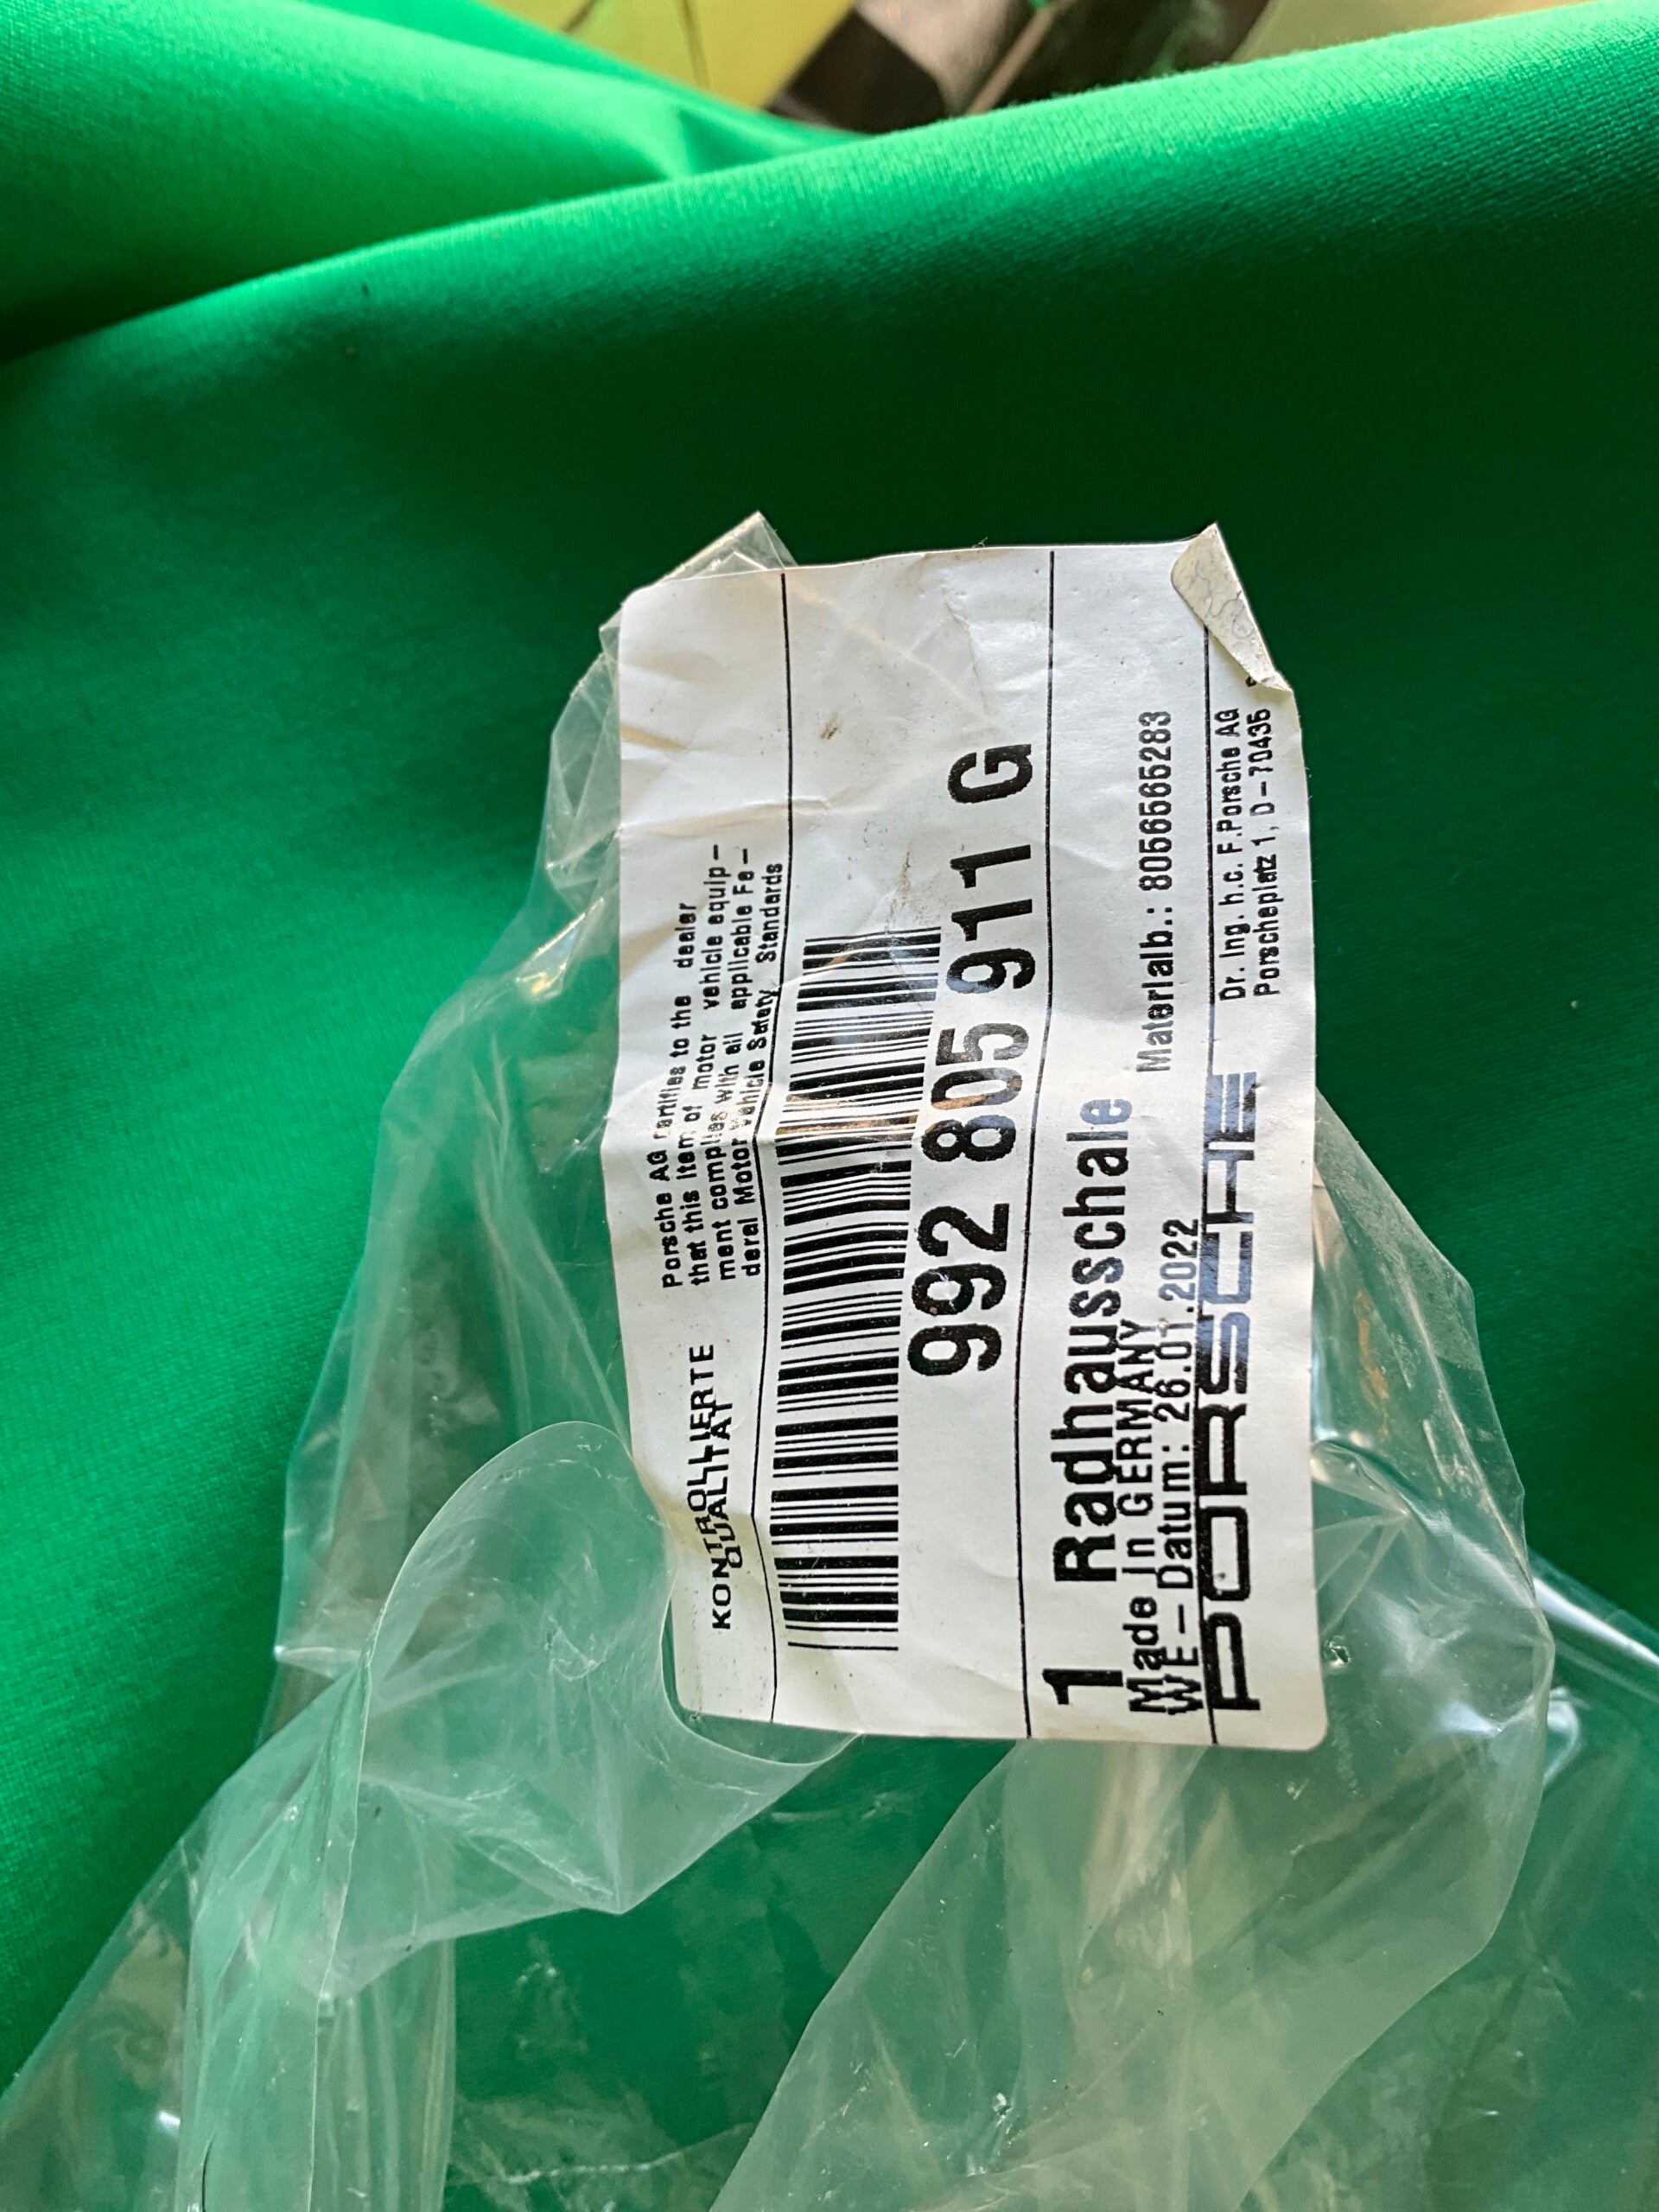 KONTROLLIERTE
QUALITÄT
Porsche AG certifies to the dealer
that this item of motor vehicle equip-
ment complies with all applicable Fe-
deral Motor Vehicle Safety Standards
992 805 911 G
1 Radhausschale
Made in GERMANY
WE-Datum: 26.01.2022
Materialb.: 805665283
PORSCHE
Dr. Ing. h.c. F.Porsche AG
Porscheplatz 1, D-70435